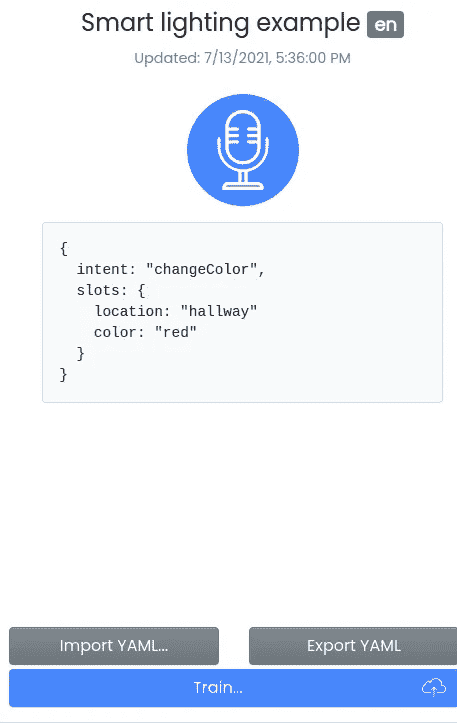 Smart lighting example en
Updated: 7/13/2021, 5:36:00 PM
{
  intent: "changeColor",
  slots: {
    location: "hallway"
    color: "red"
  }
}
Import YAML... Export YAML
Train...